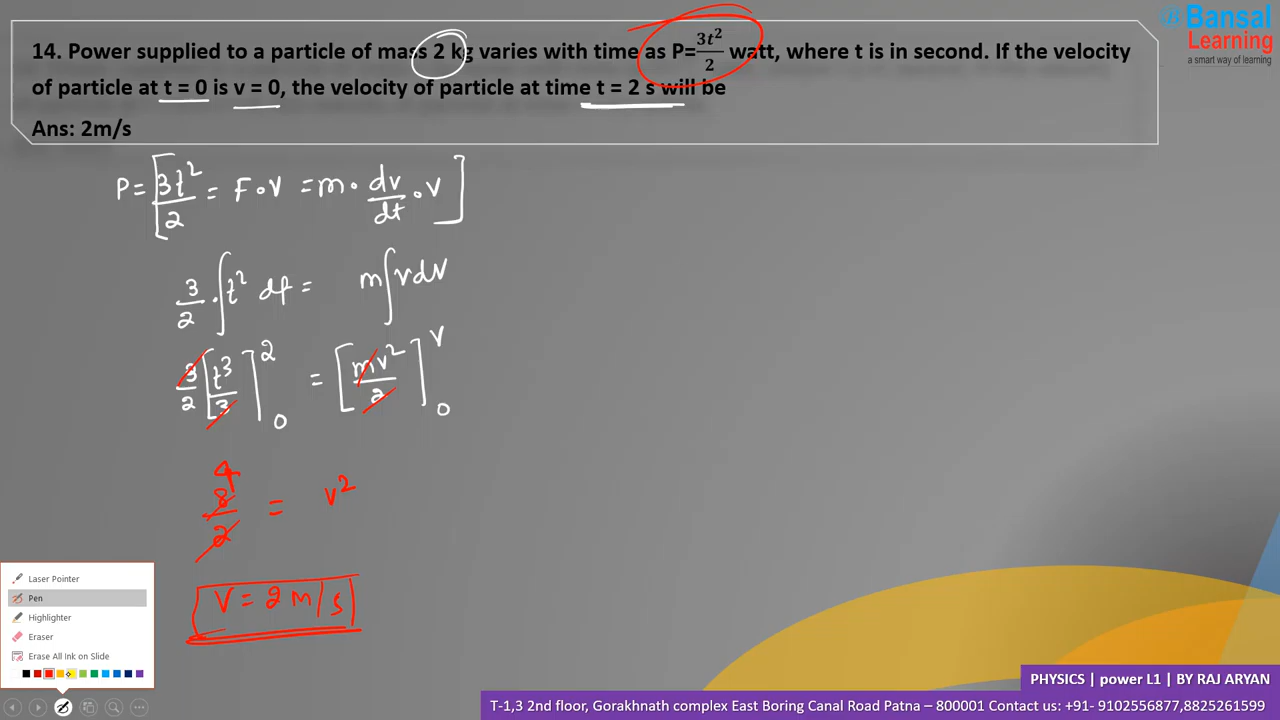 Bansal
Learning
a smart way of learning
14. Power supplied to a particle of mass 2 kg varies with time as P=3t²/2 watt, where t is in second. If the velocity
of particle at t = 0 is v = 0, the velocity of particle at time t = 2 s will be
Ans: 2m/s
P = [3t²/2 = F•V = m • dv/dt • v]
3/2 • ∫t² dt = m∫vdv
3/2 [t³/3]₀² = [mv²/2]₀ⱽ
4
8/2 = v²
V = 2 m/s
Laser Pointer
Pen
Highlighter
Eraser
Erase All Ink on Slide
PHYSICS | power L1 | BY RAJ ARYAN
T-1,3 2nd floor, Gorakhnath complex East Boring Canal Road Patna – 800001 Contact us: +91- 9102556877,8825261599